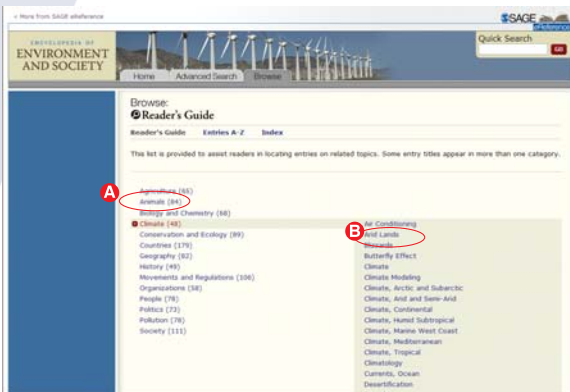 < More from SAGE eReference
SAGE
eReference
ENCYCLOPEDIA OF
ENVIRONMENT
AND SOCIETY
Quick Search
GO
Home Advanced Search Browse
Browse:
Reader's Guide
Reader's Guide Entries A-Z Index
This list is provided to assist readers in locating entries on related topics. Some entry titles appear in more than one category.
A
Agriculture (65)
Animals (84)
Biology and Chemistry (68)
Climate (48)
Conservation and Ecology (89)
Countries (175)
Geography (82)
History (49)
Movements and Regulations (106)
Organizations (58)
People (78)
Politics (73)
Pollution (78)
Society (111)
B
Air Conditioning
Arid Lands
Blizzards
Butterfly Effect
Climate
Climate Modeling
Climate, Arctic and Subarctic
Climate, Arid and Semi-Arid
Climate, Continental
Climate, Humid Subtropical
Climate, Marine West Coast
Climate, Mediterranean
Climate, Tropical
Climatology
Currents, Ocean
Desertification